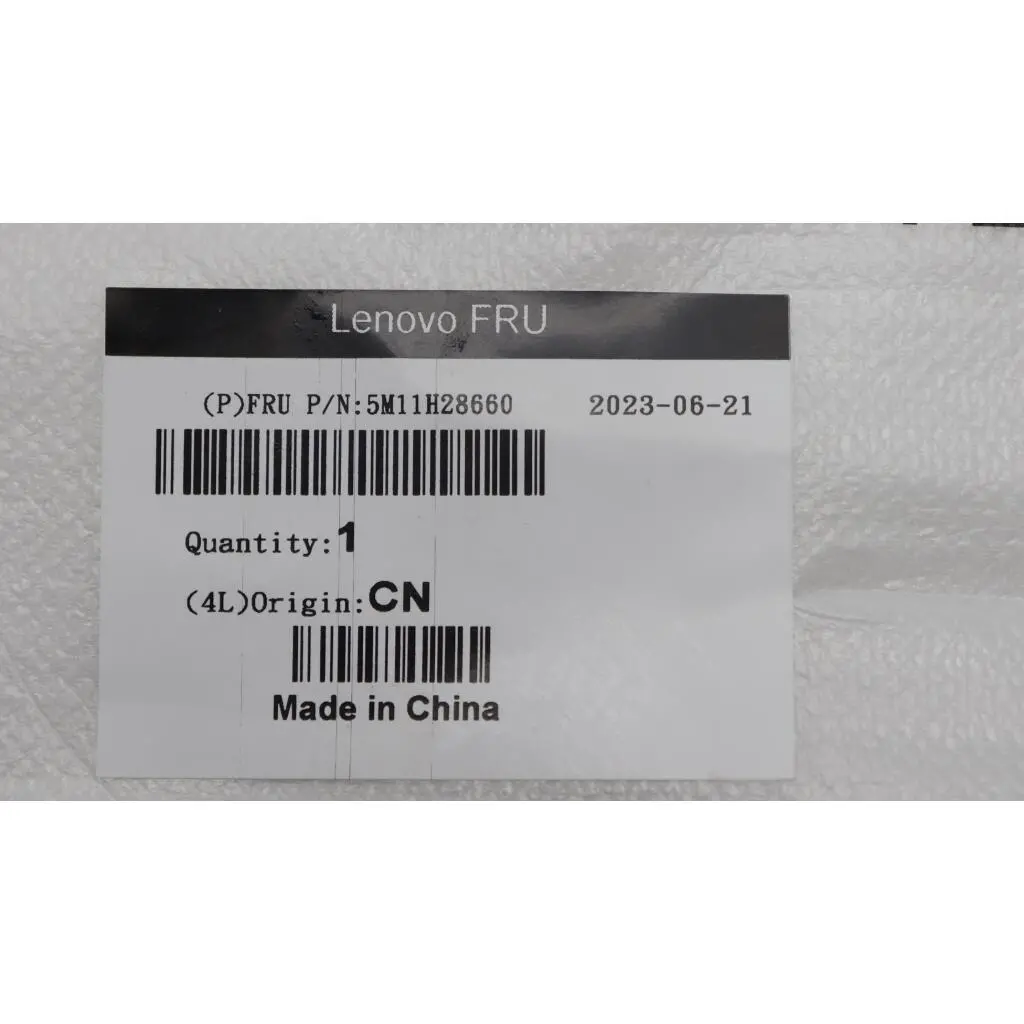 Lenovo FRU
(P)FRU P/N:5M11H28660 2023-06-21
Quantity:1
(4L)Origin:CN
Made in China